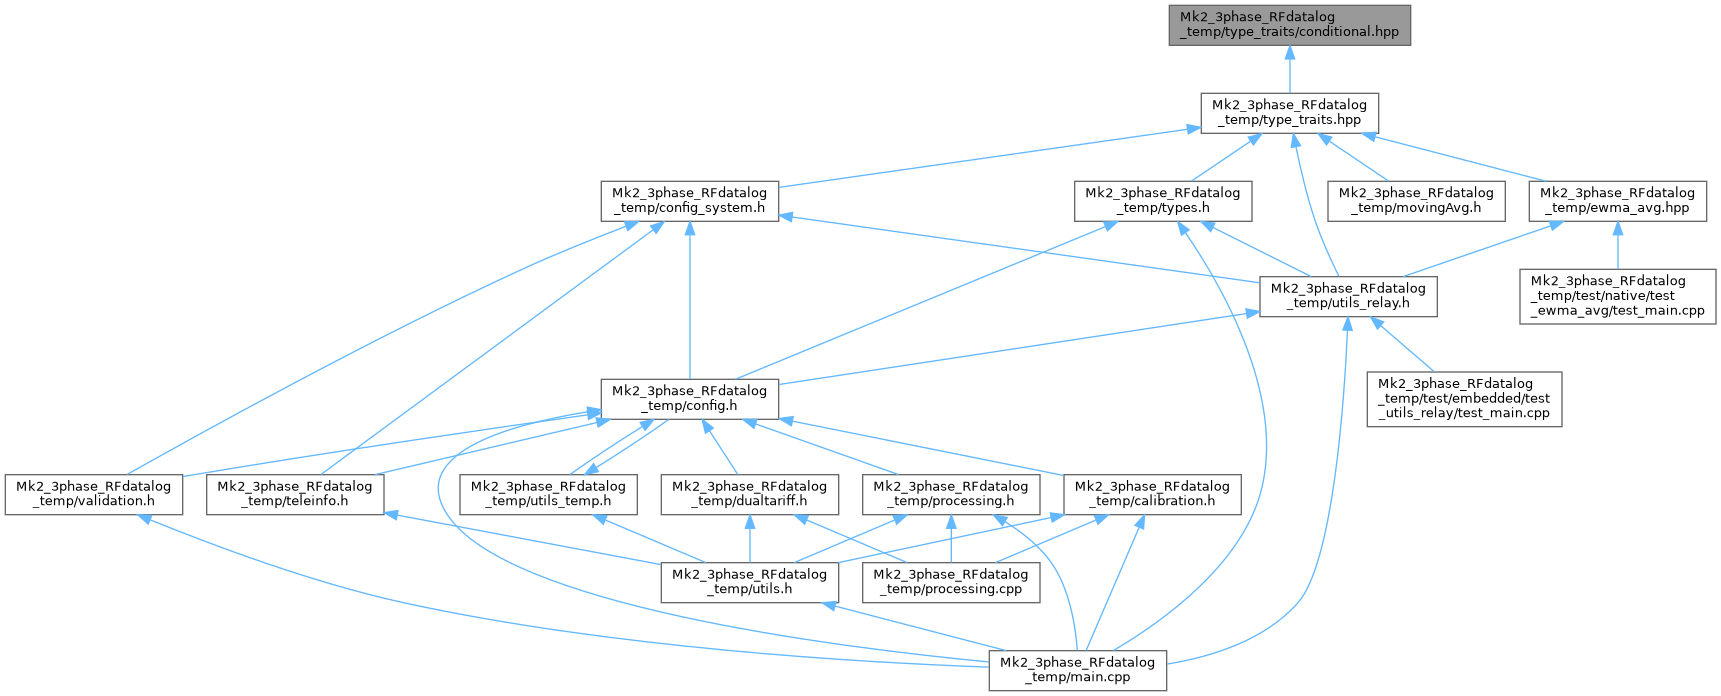 Mk2_3phase_RFdatalog
_temp/type_traits/conditional.hpp
Mk2_3phase_RFdatalog
_temp/type_traits.hpp
Mk2_3phase_RFdatalog
_temp/config_system.h
Mk2_3phase_RFdatalog
_temp/types.h
Mk2_3phase_RFdatalog
_temp/movingAvg.h
Mk2_3phase_RFdatalog
_temp/ewma_avg.hpp
Mk2_3phase_RFdatalog
_temp/utils_relay.h
Mk2_3phase_RFdatalog
_temp/test/native/test
_ewma_avg/test_main.cpp
Mk2_3phase_RFdatalog
_temp/config.h
Mk2_3phase_RFdatalog
_temp/test/embedded/test
_utils_relay/test_main.cpp
Mk2_3phase_RFdatalog
_temp/validation.h
Mk2_3phase_RFdatalog
_temp/teleinfo.h
Mk2_3phase_RFdatalog
_temp/utils_temp.h
Mk2_3phase_RFdatalog
_temp/dualtariff.h
Mk2_3phase_RFdatalog
_temp/processing.h
Mk2_3phase_RFdatalog
_temp/calibration.h
Mk2_3phase_RFdatalog
_temp/utils.h
Mk2_3phase_RFdatalog
_temp/processing.cpp
Mk2_3phase_RFdatalog
_temp/main.cpp